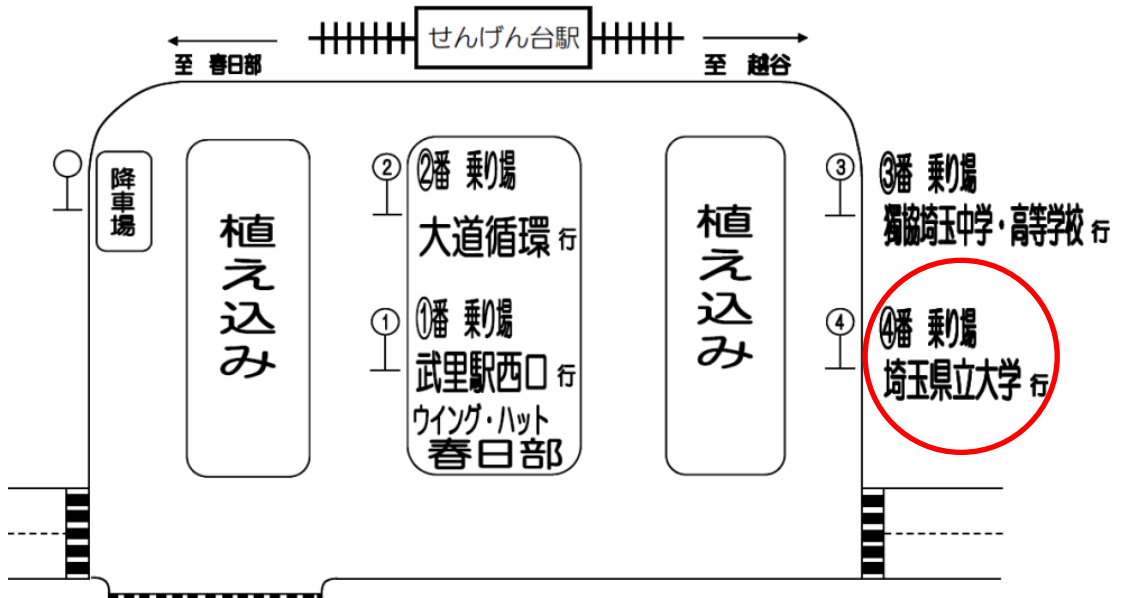 せんげん台駅
至 春日部
至 越谷
降車場
植え込み
②
②番 乗り場
大道循環 行
①
①番 乗り場
武里駅西口 行
ウイング・ハット
春日部
植え込み
③
③番 乗り場
獨協埼玉中学・高等学校 行
④
④番 乗り場
埼玉県立大学 行